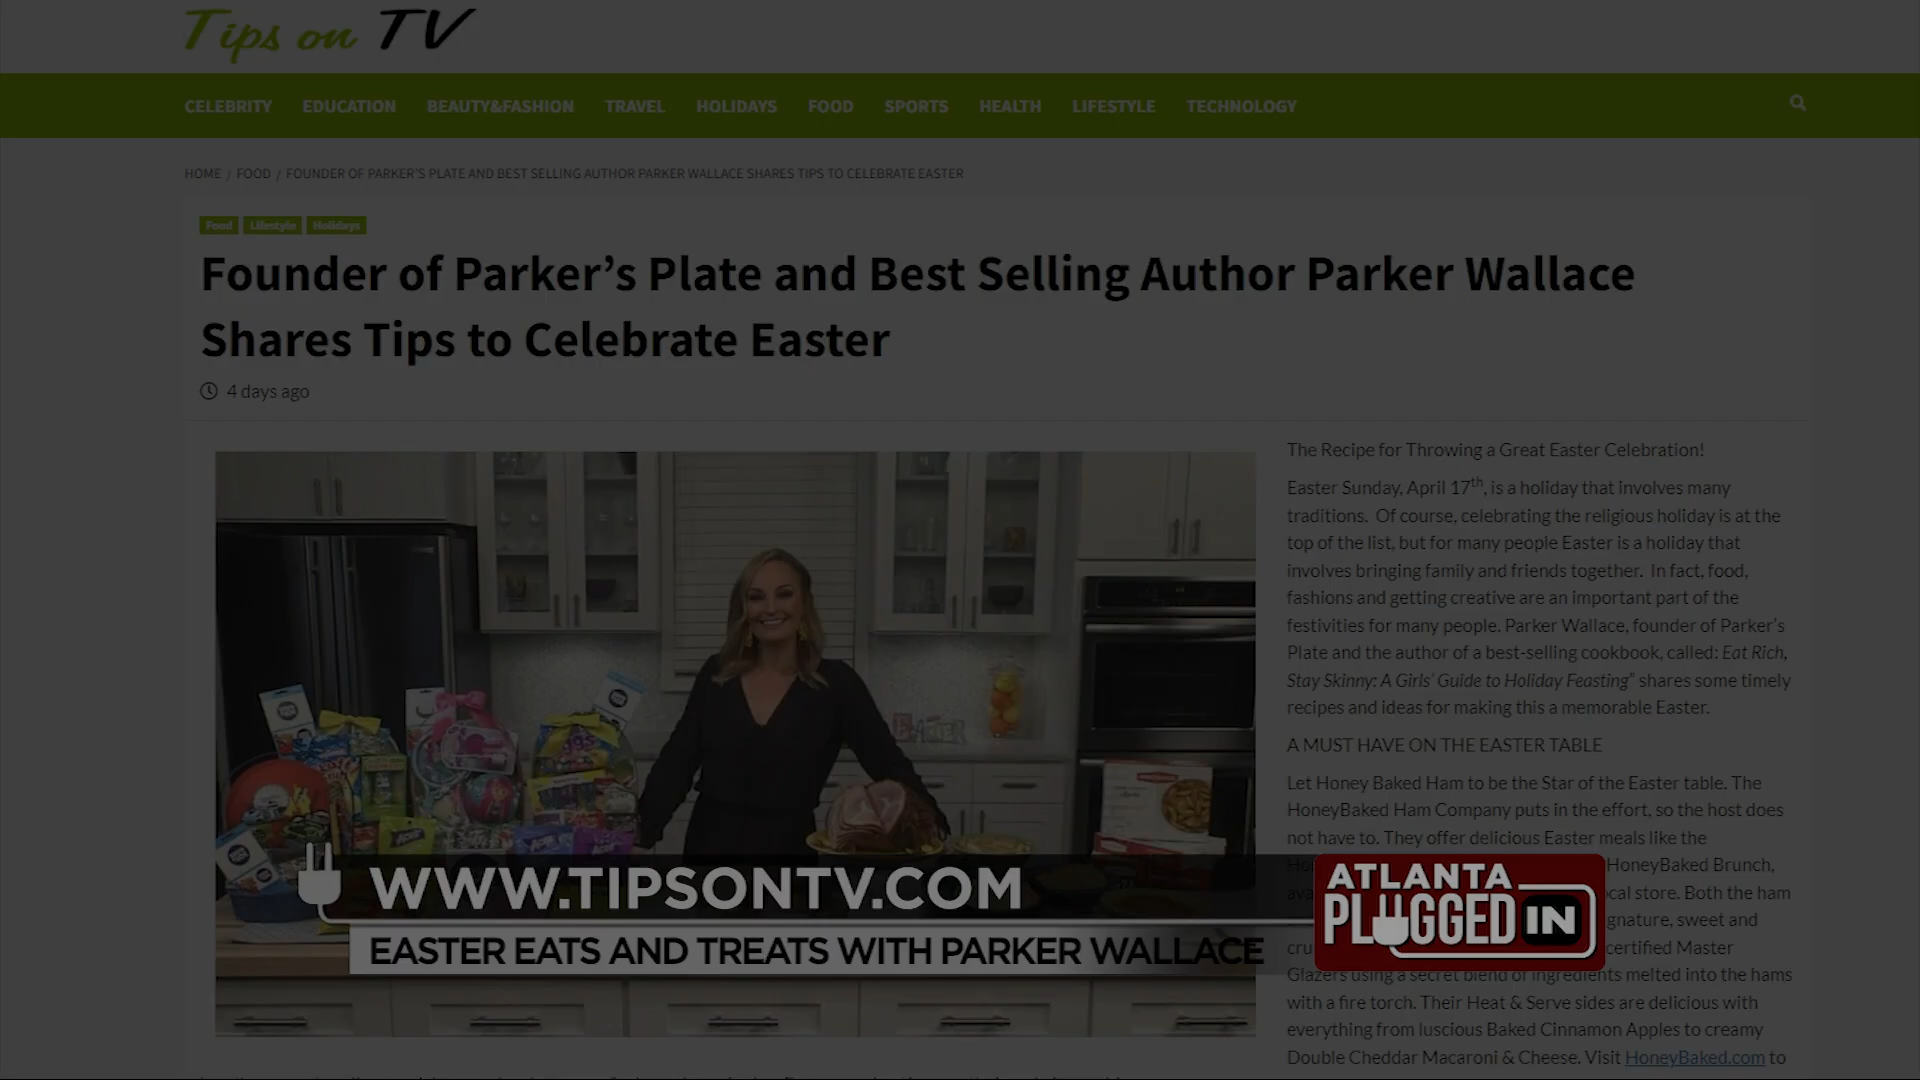 Tips on TV
CELEBRITY EDUCATION BEAUTY&FASHION TRAVEL HOLIDAYS FOOD SPORTS HEALTH LIFESTYLE TECHNOLOGY
HOME / FOOD / FOUNDER OF PARKER'S PLATE AND BEST SELLING AUTHOR PARKER WALLACE SHARES TIPS TO CELEBRATE EASTER
Food Lifestyle Holidays
Founder of Parker's Plate and Best Selling Author Parker Wallace
Shares Tips to Celebrate Easter
4 days ago
The Recipe for Throwing a Great Easter Celebration!
Easter Sunday, April 17th, is a holiday that involves many
traditions. Of course, celebrating the religious holiday is at the
top of the list, but for many people Easter is a holiday that
involves bringing family and friends together. In fact, food,
fashions and getting creative are an important part of the
festivities for many people. Parker Wallace, founder of Parker's
Plate and the author of a best-selling cookbook, called: Eat Rich,
Stay Skinny: A Girls' Guide to Holiday Feasting" shares some timely
recipes and ideas for making this a memorable Easter.
A MUST HAVE ON THE EASTER TABLE
Let Honey Baked Ham to be the Star of the Easter table. The
HoneyBaked Ham Company puts in the effort, so the host does
not have to. They offer delicious Easter meals like the
HoneyBaked Brunch,
store. Both the ham
sweet and
certified Master
Glazers using a secret blend of ingredients melted into the hams
with a fire torch. Their Heat & Serve sides are delicious with
everything from luscious Baked Cinnamon Apples to creamy
Double Cheddar Macaroni & Cheese. Visit HoneyBaked.com to
WWW.TIPSONTV.COM
EASTER EATS AND TREATS WITH PARKER WALLACE
ATLANTA
PLUGGED IN